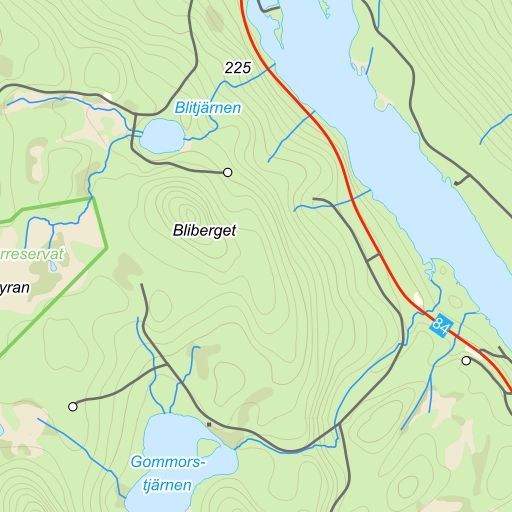 225
Blitjärnen
Bliberget
rreservat
yran
84
Gommors-
tjärnen